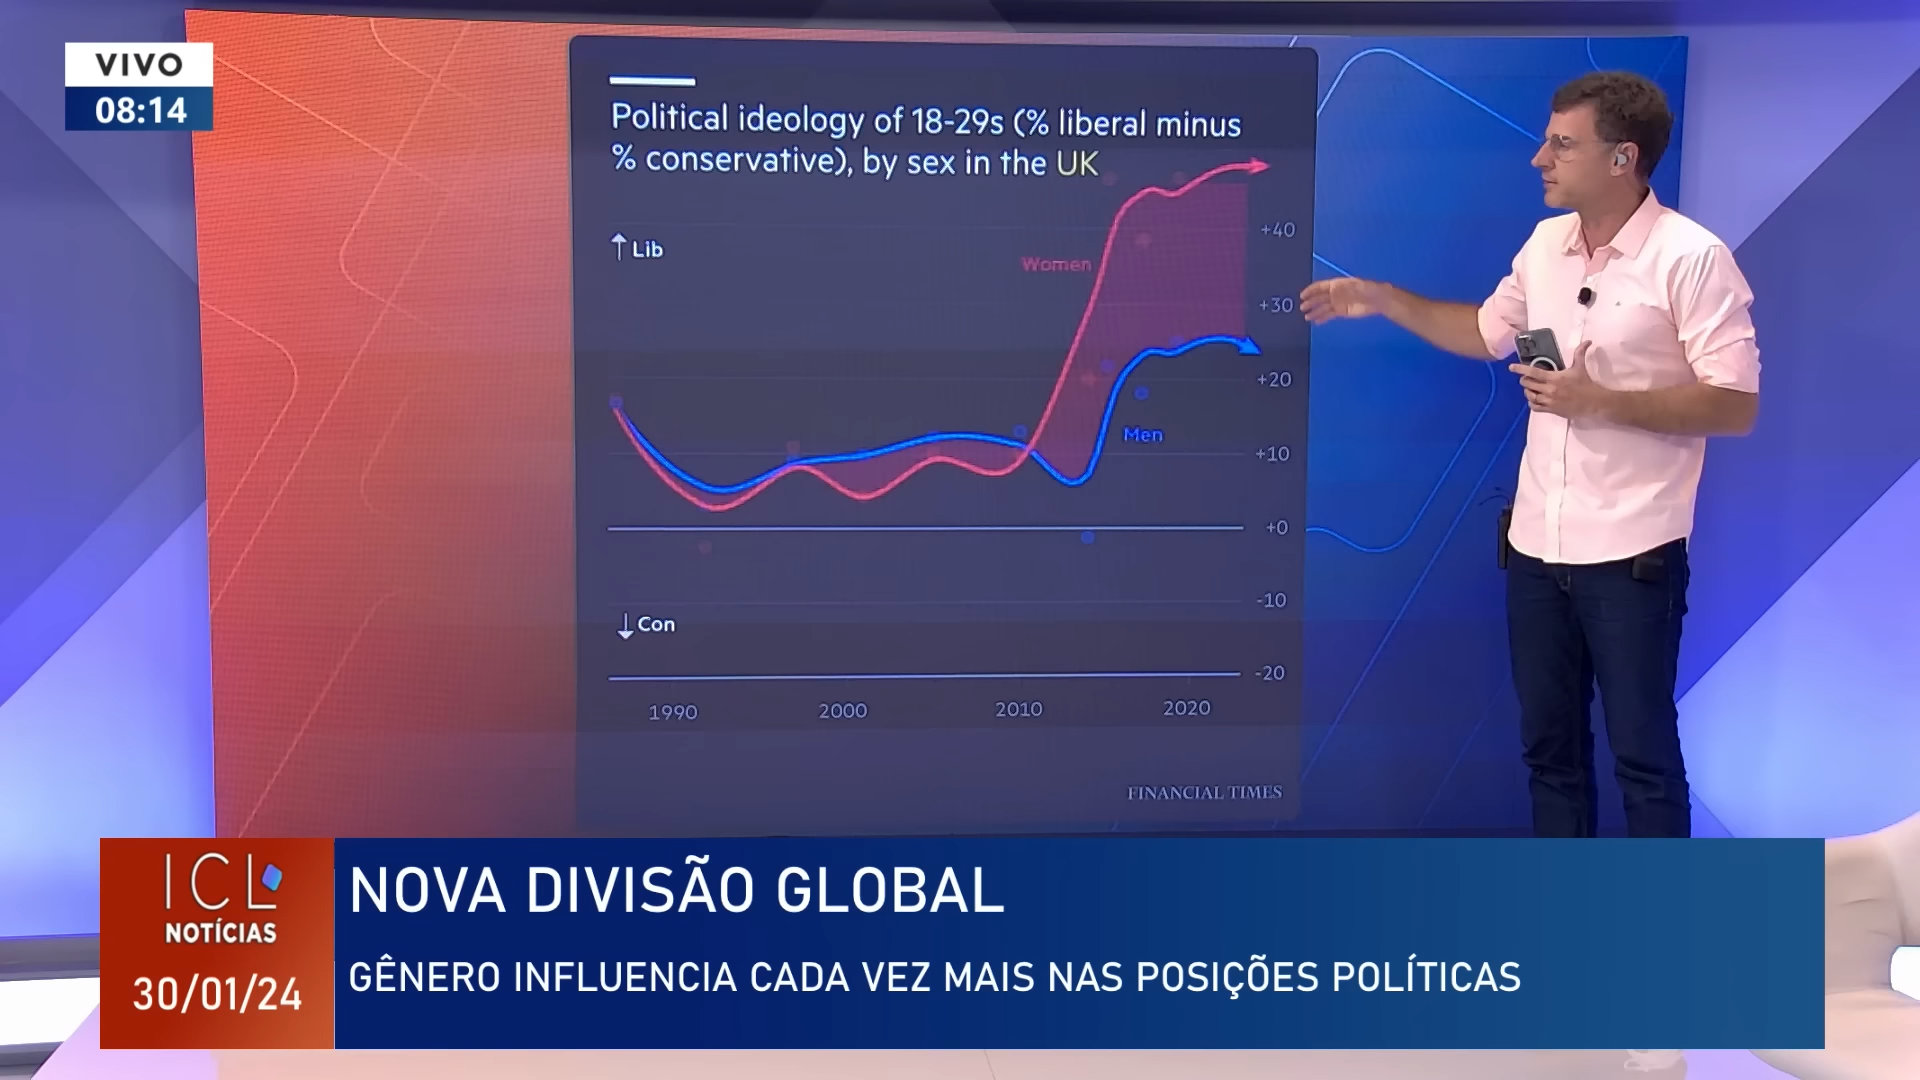 VIVO
08:14
Political ideology of 18-29s (% liberal minus
% conservative), by sex in the UK
↑ Lib
Women
Men
+40
+30
+20
+10
+0
-10
-20
↓ Con
1990 2000 2010 2020
FINANCIAL TIMES
ICL
NOTÍCIAS
30/01/24
NOVA DIVISÃO GLOBAL
GÊNERO INFLUENCIA CADA VEZ MAIS NAS POSIÇÕES POLÍTICAS